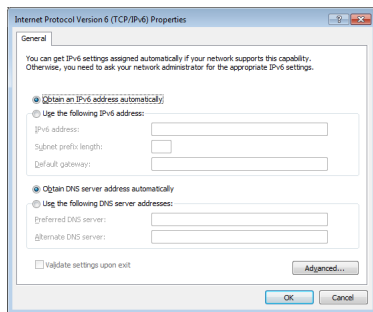 Internet Protocol Version 6 (TCP/IPv6) Properties
General
You can get IPv6 settings assigned automatically if your network supports this capability.
Otherwise, you need to ask your network administrator for the appropriate IPv6 settings.
Obtain an IPv6 address automatically
Use the following IPv6 address:
IPv6 address:
Subnet prefix length:
Default gateway:
Obtain DNS server address automatically
Use the following DNS server addresses:
Preferred DNS server:
Alternate DNS server:
Validate settings upon exit
Advanced...
OK Cancel